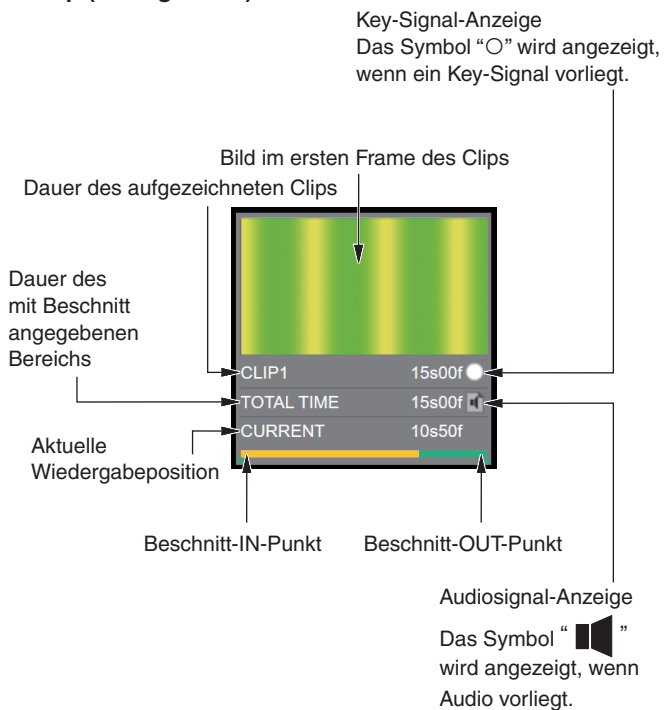 Key-Signal-Anzeige
Das Symbol “○” wird angezeigt,
wenn ein Key-Signal vorliegt.
Bild im ersten Frame des Clips
Dauer des aufgezeichneten Clips
Dauer des
mit Beschnitt
angegebenen
Bereichs
CLIP1 15s00f
TOTAL TIME 15s00f
CURRENT 10s50f
Aktuelle
Wiedergabeposition
Beschnitt-IN-Punkt Beschnitt-OUT-Punkt
Audiosignal-Anzeige
Das Symbol “ ”
wird angezeigt, wenn
Audio vorliegt.